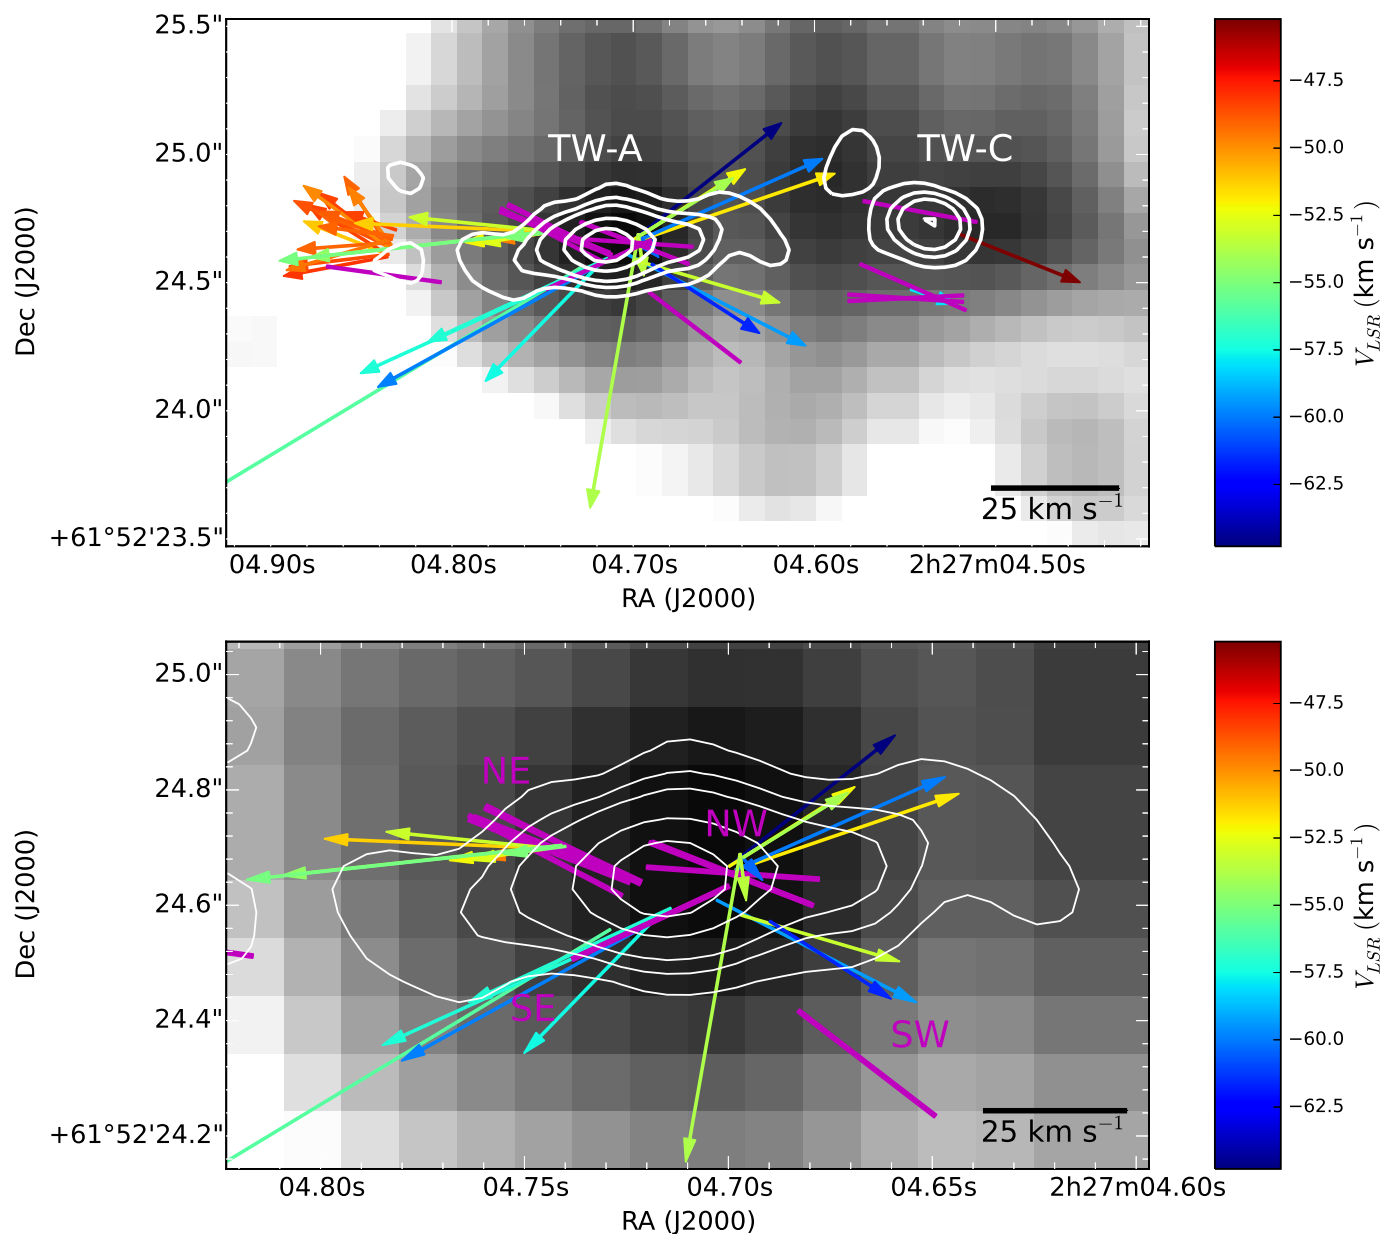 25.5"
25.0"
24.5"
24.0"
+61°52'23.5"
Dec (J2000)
TW-A
TW-C
25 km s⁻¹
04.90s 04.80s 04.70s 04.60s 2h27m04.50s
RA (J2000)
−47.5
−50.0
−52.5
−55.0
−57.5
−60.0
−62.5
V_LSR (km s⁻¹)
25.0"
24.8"
24.6"
24.4"
+61°52'24.2"
Dec (J2000)
NE
NW
SE
SW
25 km s⁻¹
04.80s 04.75s 04.70s 04.65s 2h27m04.60s
RA (J2000)
−47.5
−50.0
−52.5
−55.0
−57.5
−60.0
−62.5
V_LSR (km s⁻¹)